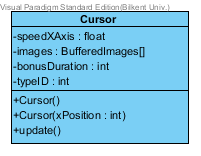 Visual Paradigm Standard Edition(Bilkent Univ.)
Cursor
-speedXAxis : float
-images : BufferedImages[]
-bonusDuration : int
-typeID : int
+Cursor()
+Cursor(xPosition : int)
+update()